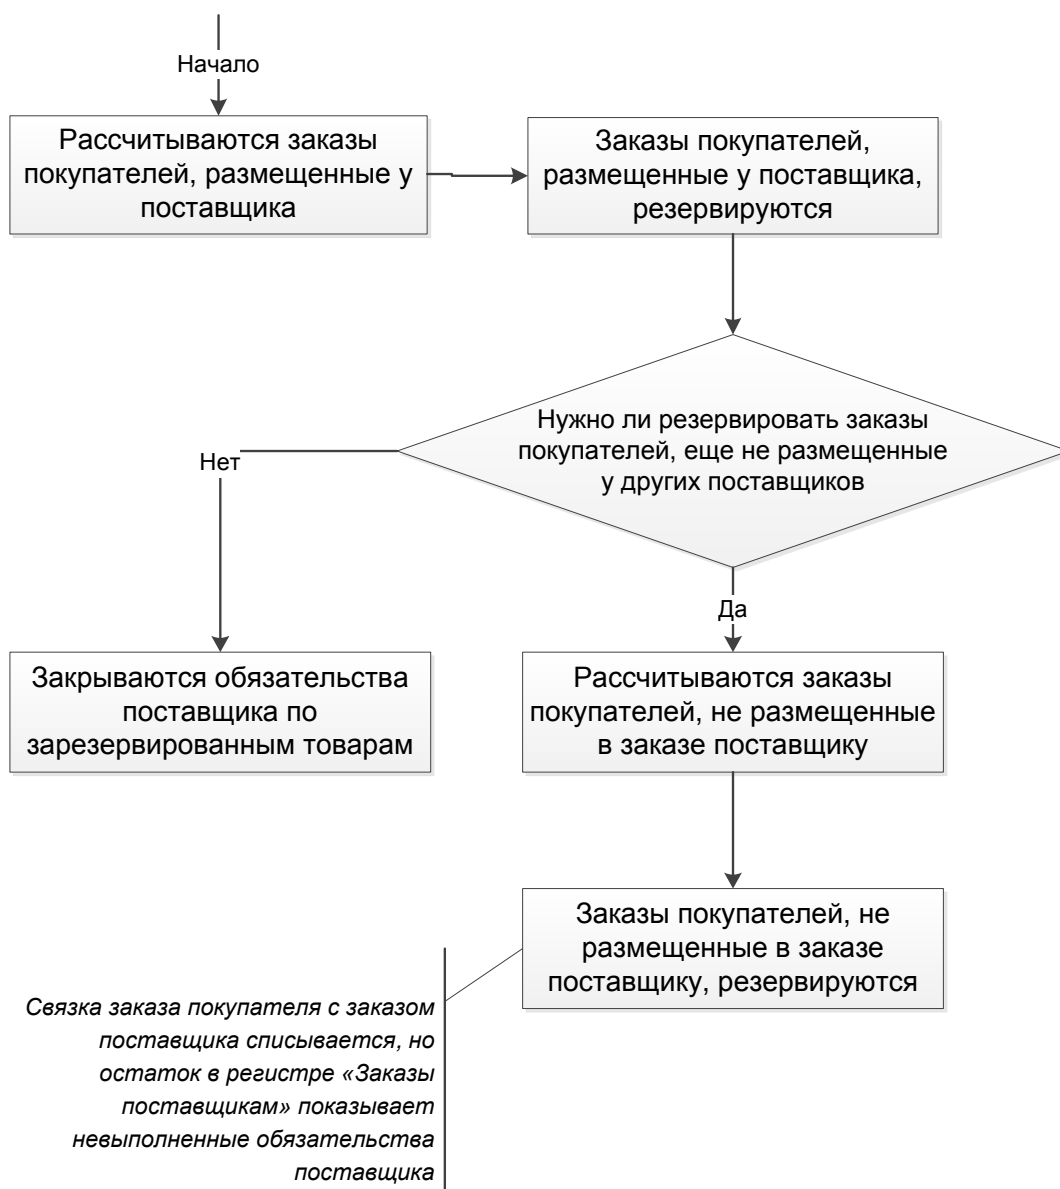 Начало
Рассчитываются заказы
покупателей, размещенные у
поставщика
Заказы покупателей,
размещенные у поставщика,
резервируются
Нужно ли резервировать заказы
покупателей, еще не размещенные
у других поставщиков
Нет
Да
Закрываются обязательства
поставщика по
зарезервированным товарам
Рассчитываются заказы
покупателей, не размещенные
в заказе поставщику
Заказы покупателей, не
размещенные в заказе
поставщику, резервируются
Связка заказа покупателя с заказом
поставщика списывается, но
остаток в регистре «Заказы
поставщикам» показывает
невыполненные обязательства
поставщика